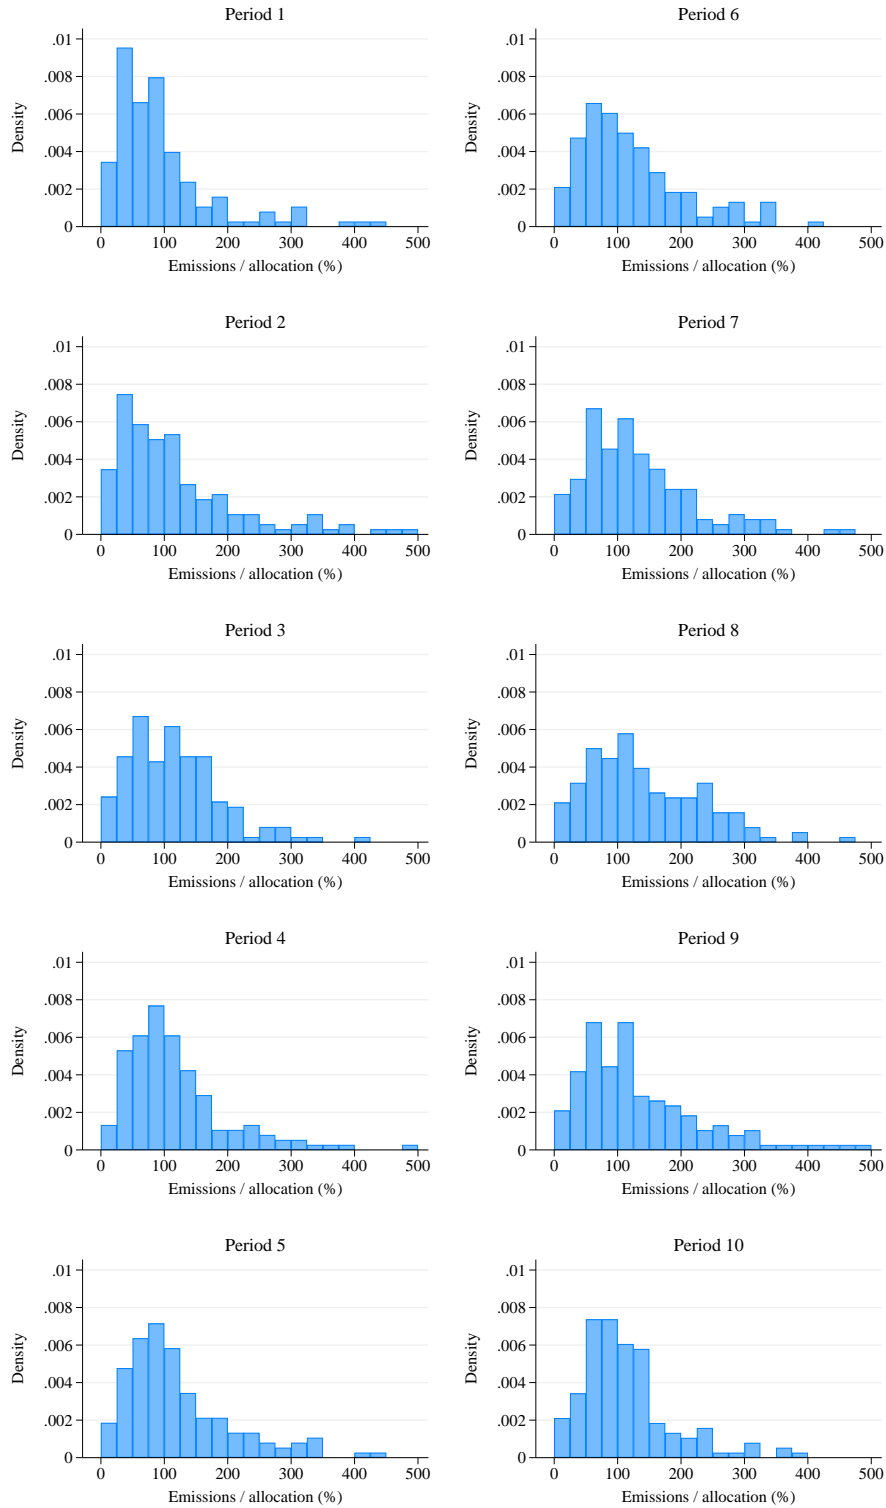 Period 1
.01
.008
.006
.004
.002
0
Density
0 100 200 300 400 500
Emissions / allocation (%)
Period 6
.01
.008
.006
.004
.002
0
Density
0 100 200 300 400 500
Emissions / allocation (%)
Period 2
.01
.008
.006
.004
.002
0
Density
0 100 200 300 400 500
Emissions / allocation (%)
Period 7
.01
.008
.006
.004
.002
0
Density
0 100 200 300 400 500
Emissions / allocation (%)
Period 3
.01
.008
.006
.004
.002
0
Density
0 100 200 300 400 500
Emissions / allocation (%)
Period 8
.01
.008
.006
.004
.002
0
Density
0 100 200 300 400 500
Emissions / allocation (%)
Period 4
.01
.008
.006
.004
.002
0
Density
0 100 200 300 400 500
Emissions / allocation (%)
Period 9
.01
.008
.006
.004
.002
0
Density
0 100 200 300 400 500
Emissions / allocation (%)
Period 5
.01
.008
.006
.004
.002
0
Density
0 100 200 300 400 500
Emissions / allocation (%)
Period 10
.01
.008
.006
.004
.002
0
Density
0 100 200 300 400 500
Emissions / allocation (%)